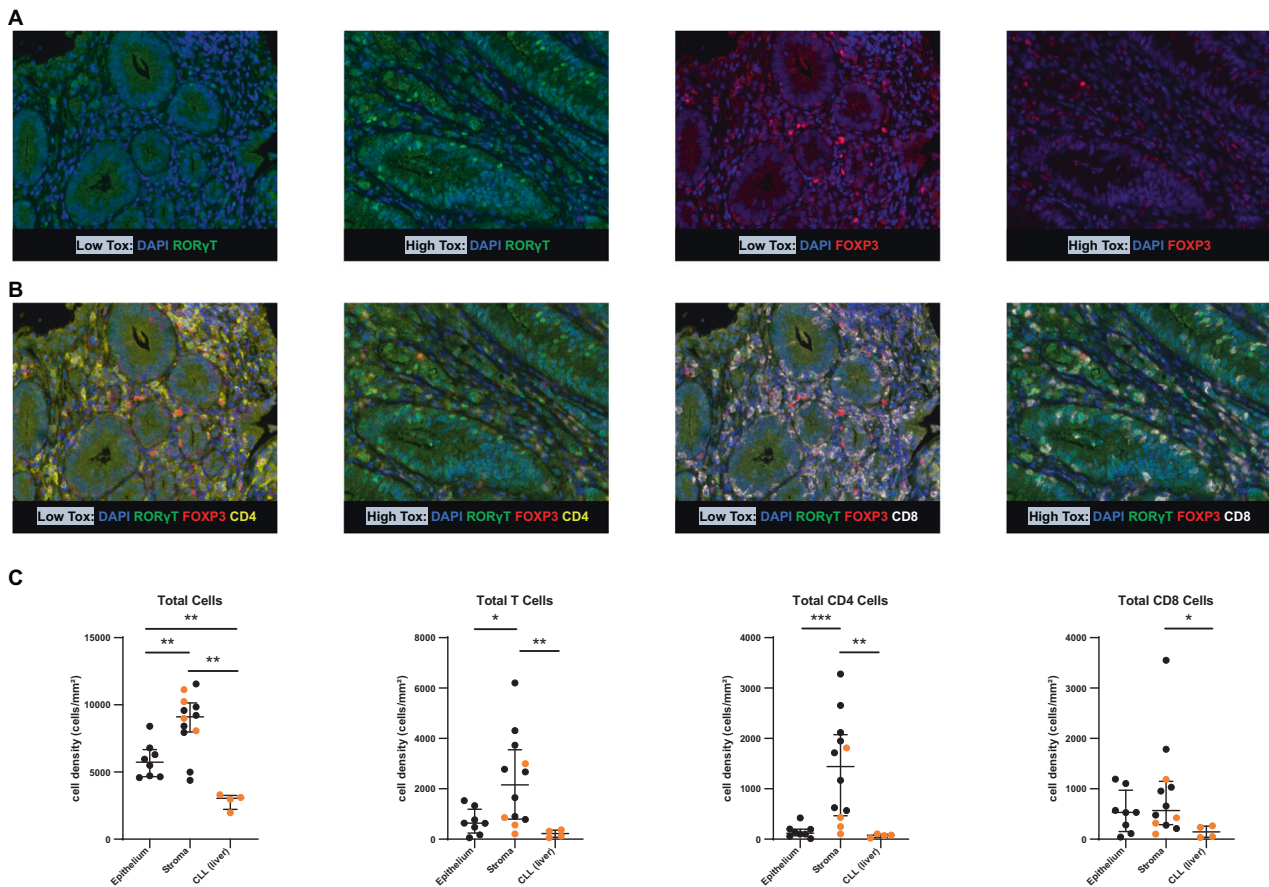 A
Low Tox: DAPI RORγT
High Tox: DAPI RORγT
Low Tox: DAPI FOXP3
High Tox: DAPI FOXP3
B
Low Tox: DAPI RORγT FOXP3 CD4
High Tox: DAPI RORγT FOXP3 CD4
Low Tox: DAPI RORγT FOXP3 CD8
High Tox: DAPI RORγT FOXP3 CD8
C
Total Cells
**
**
**
15000
10000
5000
0
cell density (cells/mm²)
Epithelium
Stroma
CLL (liver)
Total T Cells
*
**
8000
6000
4000
2000
0
cell density (cells/mm²)
Epithelium
Stroma
CLL (liver)
Total CD4 Cells
***
**
4000
3000
2000
1000
0
cell density (cells/mm²)
Epithelium
Stroma
CLL (liver)
Total CD8 Cells
*
4000
3000
2000
1000
0
cell density (cells/mm²)
Epithelium
Stroma
CLL (liver)